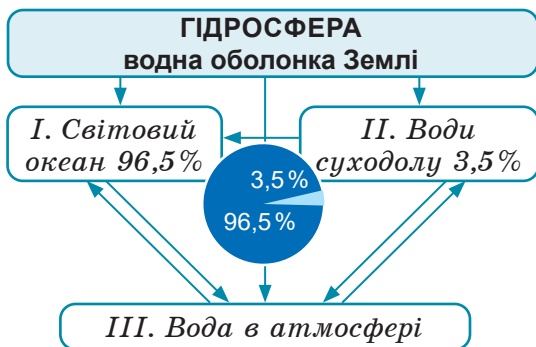 ГІДРОСФЕРА
водна оболонка Землі
І. Світовий
океан 96,5%
ІІ. Води
суходолу 3,5%
3,5%
96,5%
ІІІ. Вода в атмосфері